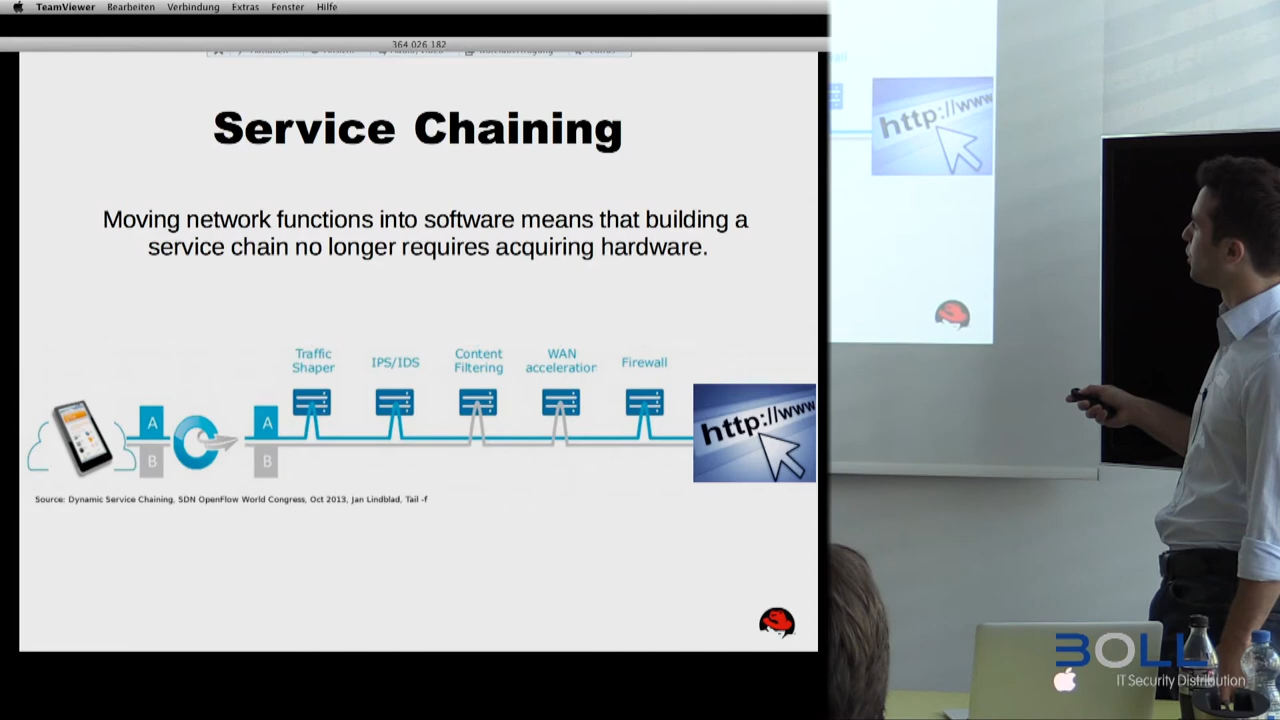 TeamViewer Bearbeiten Verbindung Extras Fenster Hilfe
364 026 182
Service Chaining
Moving network functions into software means that building a
service chain no longer requires acquiring hardware.
Traffic
Shaper
IPS/IDS
Content
Filtering
WAN
acceleration
Firewall
A
B
A
B
http://www
Source: Dynamic Service Chaining, SDN OpenFlow World Congress, Oct 2013, Jan Lindblad, Tail -f
http://www
BOLL
IT Security Distribution